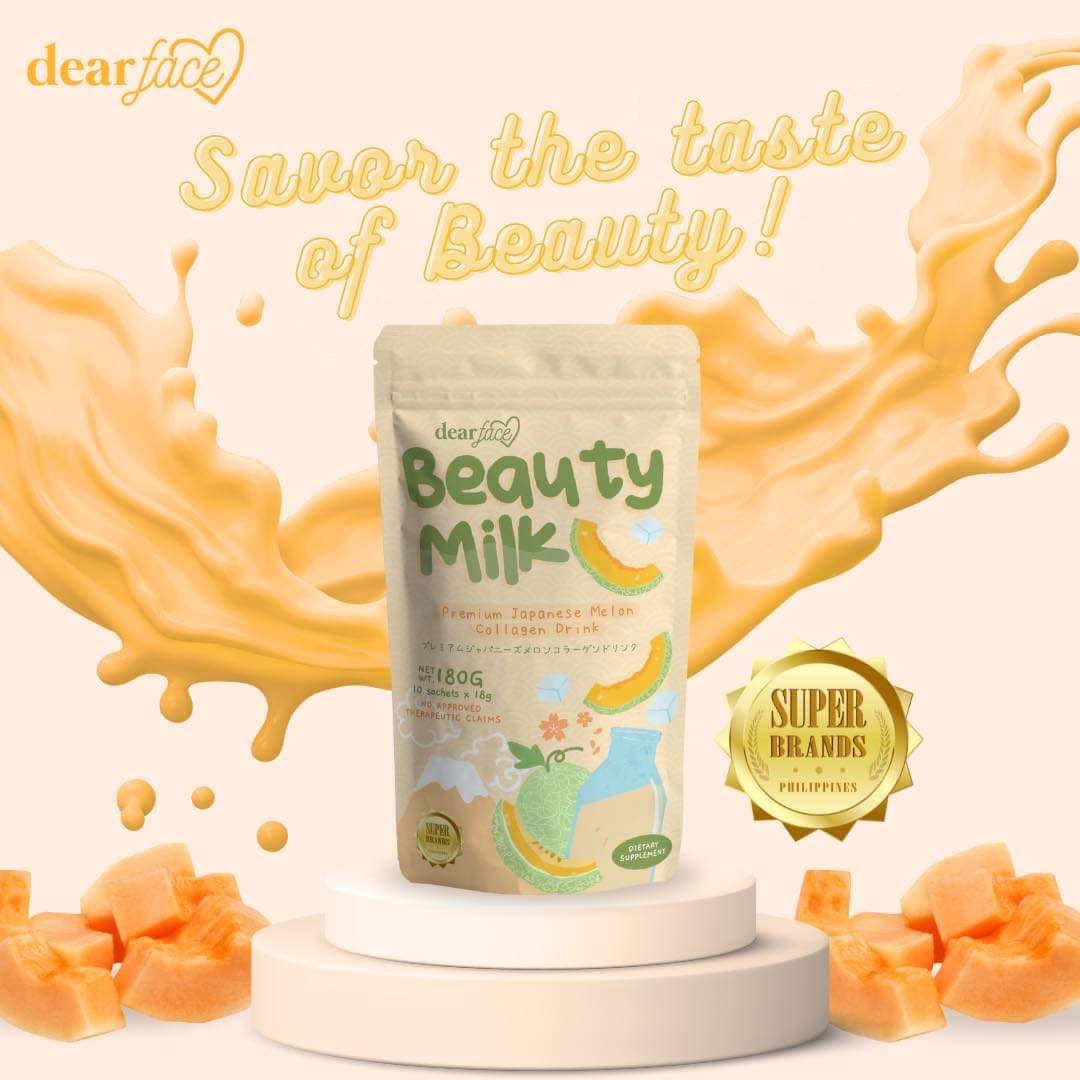 dearface
Savor the taste
of Beauty!
dearface
Beauty
Milk
Premium Japanese Melon
Collagen Drink
プレミアムジャパニーズメロンコラーゲンドリンク
NET
WT. 180G
10 sachets x 18g
NO APPROVED
THERAPEUTIC CLAIMS
SUPER
BRANDS
DIETARY
SUPPLEMENT
SUPER
BRANDS
PHILIPPINES